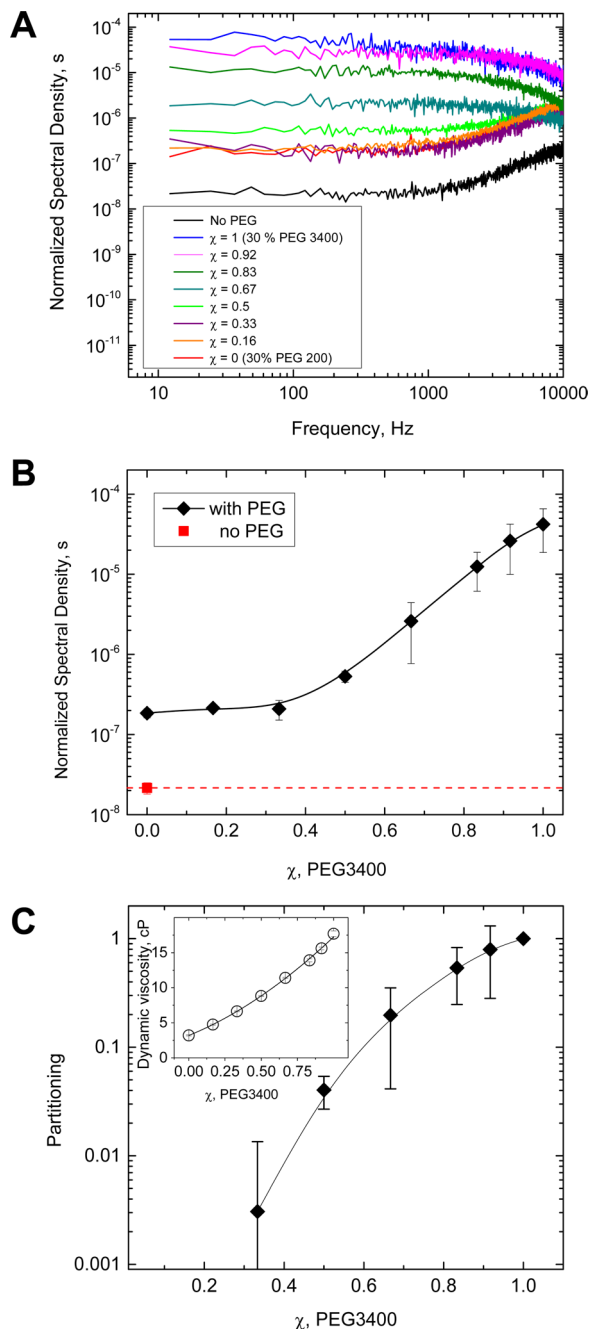 A
Normalized Spectral Density, s
10⁻⁴
10⁻⁵
10⁻⁶
10⁻⁷
10⁻⁸
10⁻⁹
10⁻¹⁰
10⁻¹¹
No PEG
χ = 1 (30 % PEG 3400)
χ = 0.92
χ = 0.83
χ = 0.67
χ = 0.5
χ = 0.33
χ = 0.16
χ = 0 (30% PEG 200)
10 100 1000 10000
Frequency, Hz
B
Normalized Spectral Density, s
10⁻⁴
10⁻⁵
10⁻⁶
10⁻⁷
10⁻⁸
with PEG
no PEG
0.0 0.2 0.4 0.6 0.8 1.0
χ, PEG3400
C
Partitioning
1
0.1
0.01
0.001
Dynamic viscosity, cP
15
10
5
0
0.00 0.25 0.50 0.75
χ, PEG3400
0.2 0.4 0.6 0.8 1.0
χ, PEG3400